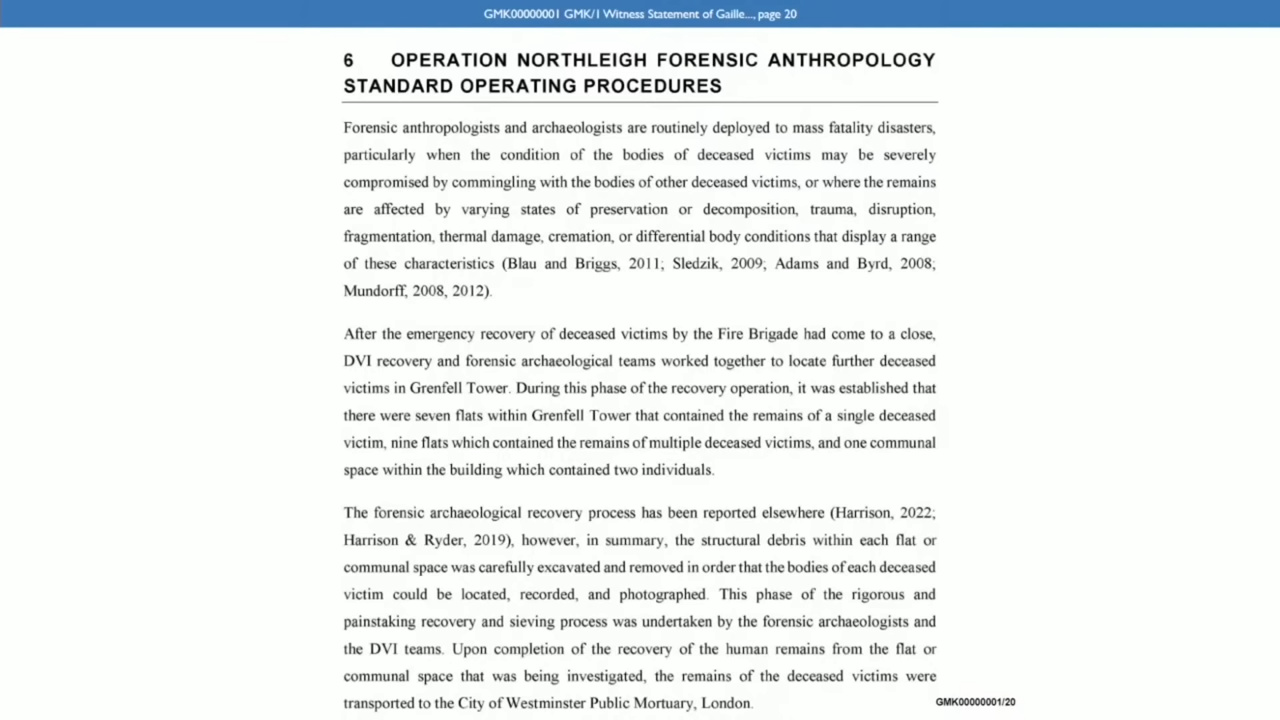 GMK00000001 GMK/1 Witness Statement of Gaille..., page 20
6 OPERATION NORTHLEIGH FORENSIC ANTHROPOLOGY
STANDARD OPERATING PROCEDURES
Forensic anthropologists and archaeologists are routinely deployed to mass fatality disasters,
particularly when the condition of the bodies of deceased victims may be severely
compromised by commingling with the bodies of other deceased victims, or where the remains
are affected by varying states of preservation or decomposition, trauma, disruption,
fragmentation, thermal damage, cremation, or differential body conditions that display a range
of these characteristics (Blau and Briggs, 2011; Sledzik, 2009; Adams and Byrd, 2008;
Mundorff, 2008, 2012).
After the emergency recovery of deceased victims by the Fire Brigade had come to a close,
DVI recovery and forensic archaeological teams worked together to locate further deceased
victims in Grenfell Tower. During this phase of the recovery operation, it was established that
there were seven flats within Grenfell Tower that contained the remains of a single deceased
victim, nine flats which contained the remains of multiple deceased victims, and one communal
space within the building which contained two individuals.
The forensic archaeological recovery process has been reported elsewhere (Harrison, 2022;
Harrison & Ryder, 2019), however, in summary, the structural debris within each flat or
communal space was carefully excavated and removed in order that the bodies of each deceased
victim could be located, recorded, and photographed. This phase of the rigorous and
painstaking recovery and sieving process was undertaken by the forensic archaeologists and
the DVI teams. Upon completion of the recovery of the human remains from the flat or
communal space that was being investigated, the remains of the deceased victims were
transported to the City of Westminster Public Mortuary, London.
GMK00000001/20